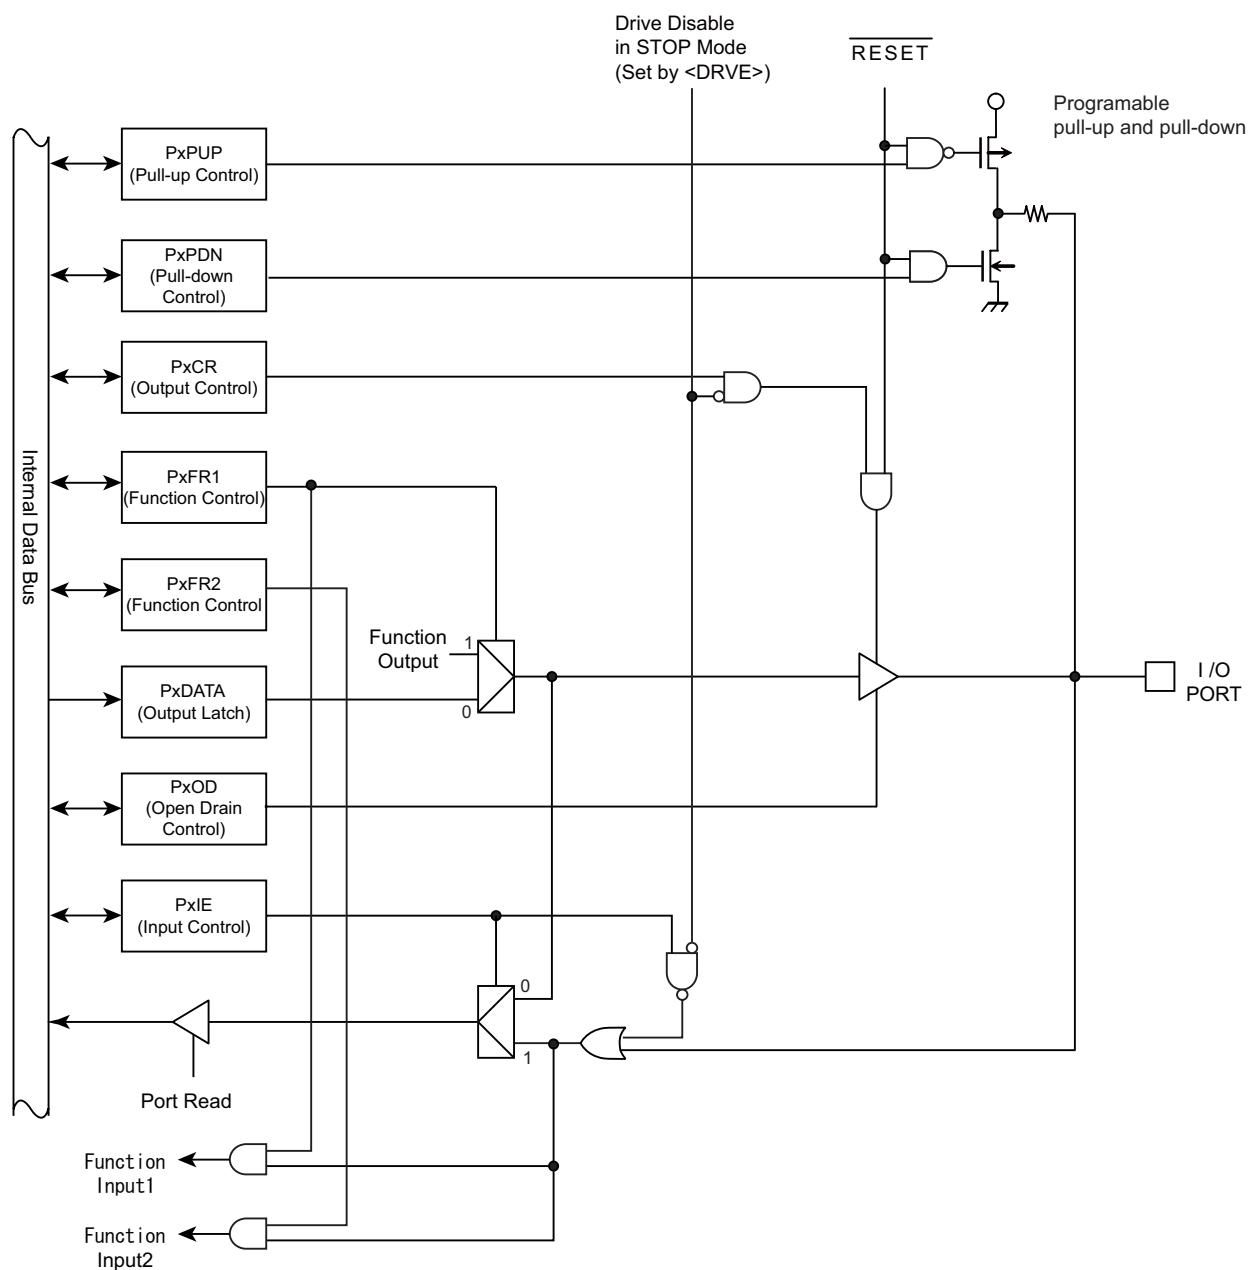 Drive Disable
in STOP Mode
(Set by <DRVE>)
RESET
Programable
pull-up and pull-down
PxPUP
(Pull-up Control)
PxPDN
(Pull-down
Control)
PxCR
(Output Control)
Internal Data Bus
PxFR1
(Function Control)
PxFR2
(Function Control
Function
Output
1
0
PxDATA
(Output Latch)
I /O
PORT
PxOD
(Open Drain
Control)
PxIE
(Input Control)
0
1
Port Read
Function
Input1
Function
Input2